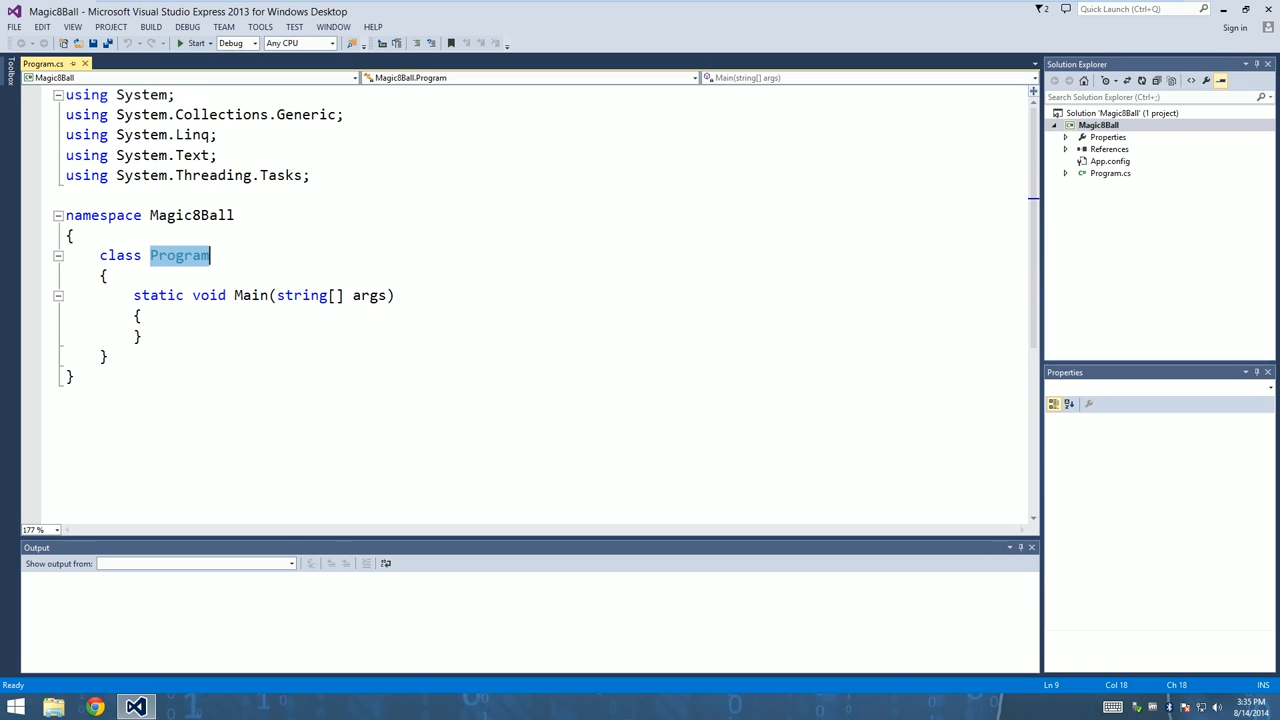 Magic8Ball - Microsoft Visual Studio Express 2013 for Windows Desktop
2
Quick Launch (Ctrl+Q)
FILE EDIT VIEW PROJECT BUILD DEBUG TEAM TOOLS TEST WINDOW HELP
Sign in
Start Debug Any CPU
Toolbox
Program.cs
Magic8Ball
Magic8Ball.Program
Main(string[] args)
using System;
using System.Collections.Generic;
using System.Linq;
using System.Text;
using System.Threading.Tasks;
namespace Magic8Ball
{
class Program
{
static void Main(string[] args)
{
}
}
}
177 %
Solution Explorer
Search Solution Explorer (Ctrl+;)
Solution 'Magic8Ball' (1 project)
Magic8Ball
Properties
References
App.config
Program.cs
Properties
Output
Show output from:
Ready
Ln 9 Col 18 Ch 18 INS
3:35 PM
8/14/2014